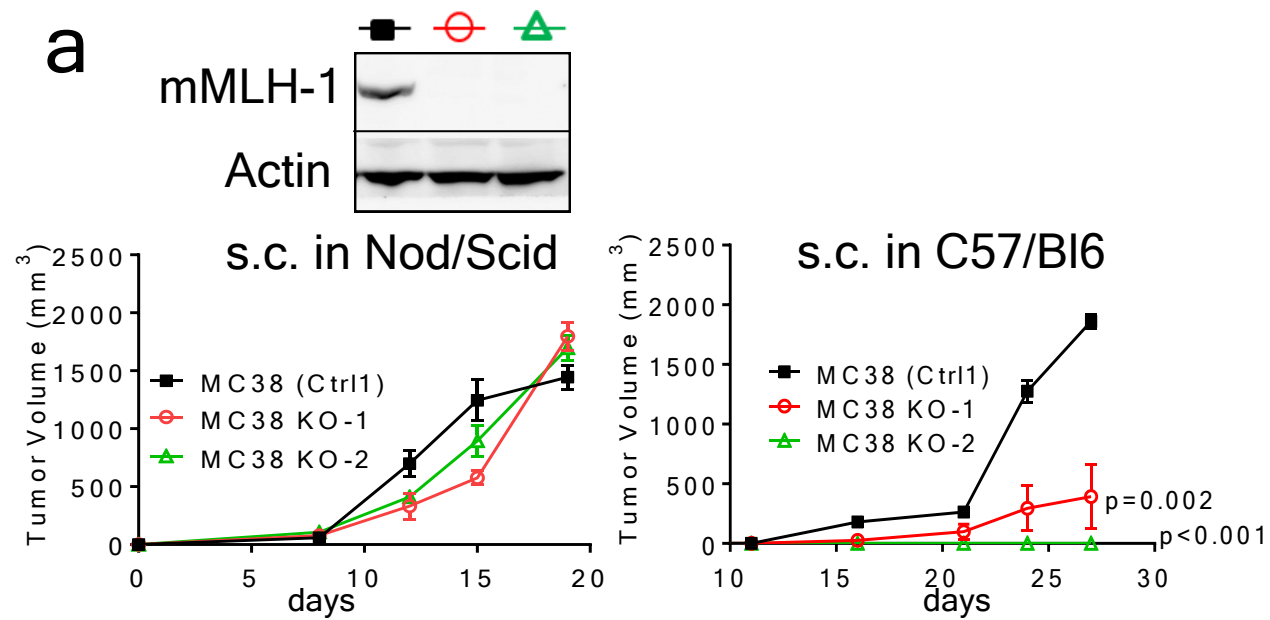 a
mMLH-1
Actin
s.c. in Nod/Scid
Tumor Volume (mm3)
2500
2000
1500
1000
500
0
MC38 (Ctrl1)
MC38 KO-1
MC38 KO-2
0 5 10 15 20
days
s.c. in C57/Bl6
Tumor Volume (mm3)
2500
2000
1500
1000
500
0
MC38 (Ctrl1)
MC38 KO-1
MC38 KO-2
p=0.002
p<0.001
10 15 20 25 30
days